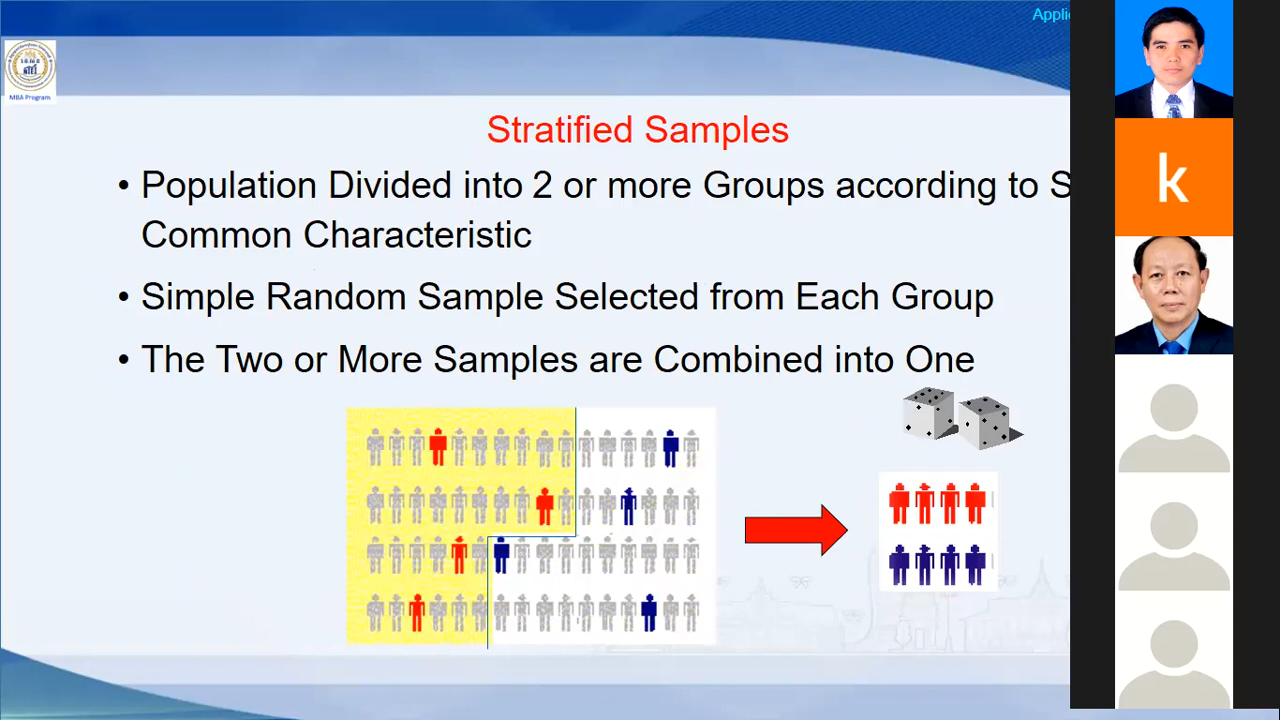 Appli
MBA Program
Stratified Samples
• Population Divided into 2 or more Groups according to S
Common Characteristic
• Simple Random Sample Selected from Each Group
• The Two or More Samples are Combined into One
k